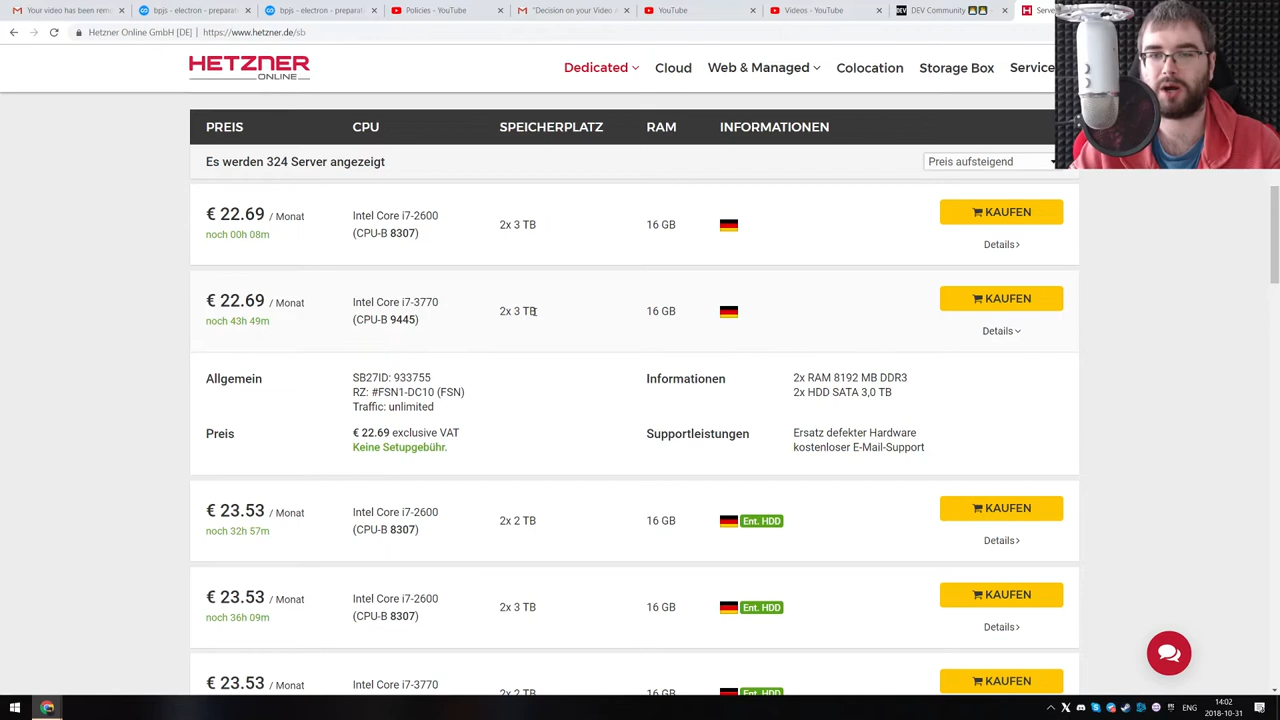 Your video has been rem
bpjs - electron - preparat
bpjs - electron - preparat
Policies - YouTube
"Decision on your Video
YouTube
Videos - YouTube
DEV Community
Serve
Hetzner Online GmbH [DE] | https://www.hetzner.de/sb
HETZNER
ONLINE
Dedicated
Cloud
Web & Managed
Colocation
Storage Box
Service
PREIS CPU SPEICHERPLATZ RAM INFORMATIONEN
Es werden 324 Server angezeigt
Preis aufsteigend
€ 22.69 / Monat
noch 00h 08m
Intel Core i7-2600
(CPU-B 8307)
2x 3 TB
16 GB
KAUFEN
Details
€ 22.69 / Monat
noch 43h 49m
Intel Core i7-3770
(CPU-B 9445)
2x 3 TB
16 GB
KAUFEN
Details
Allgemein
SB27ID: 933755
RZ: #FSN1-DC10 (FSN)
Traffic: unlimited
Informationen
2x RAM 8192 MB DDR3
2x HDD SATA 3,0 TB
Preis
€ 22.69 exclusive VAT
Keine Setupgebühr.
Supportleistungen
Ersatz defekter Hardware
kostenloser E-Mail-Support
€ 23.53 / Monat
noch 32h 57m
Intel Core i7-2600
(CPU-B 8307)
2x 2 TB
16 GB
Ent. HDD
KAUFEN
Details
€ 23.53 / Monat
noch 36h 09m
Intel Core i7-2600
(CPU-B 8307)
2x 3 TB
16 GB
Ent. HDD
KAUFEN
Details
€ 23.53 / Monat
Intel Core i7-3770
2x 2 TB
16 GB
Ent. HDD
KAUFEN
ENG
14:02
2018-10-31